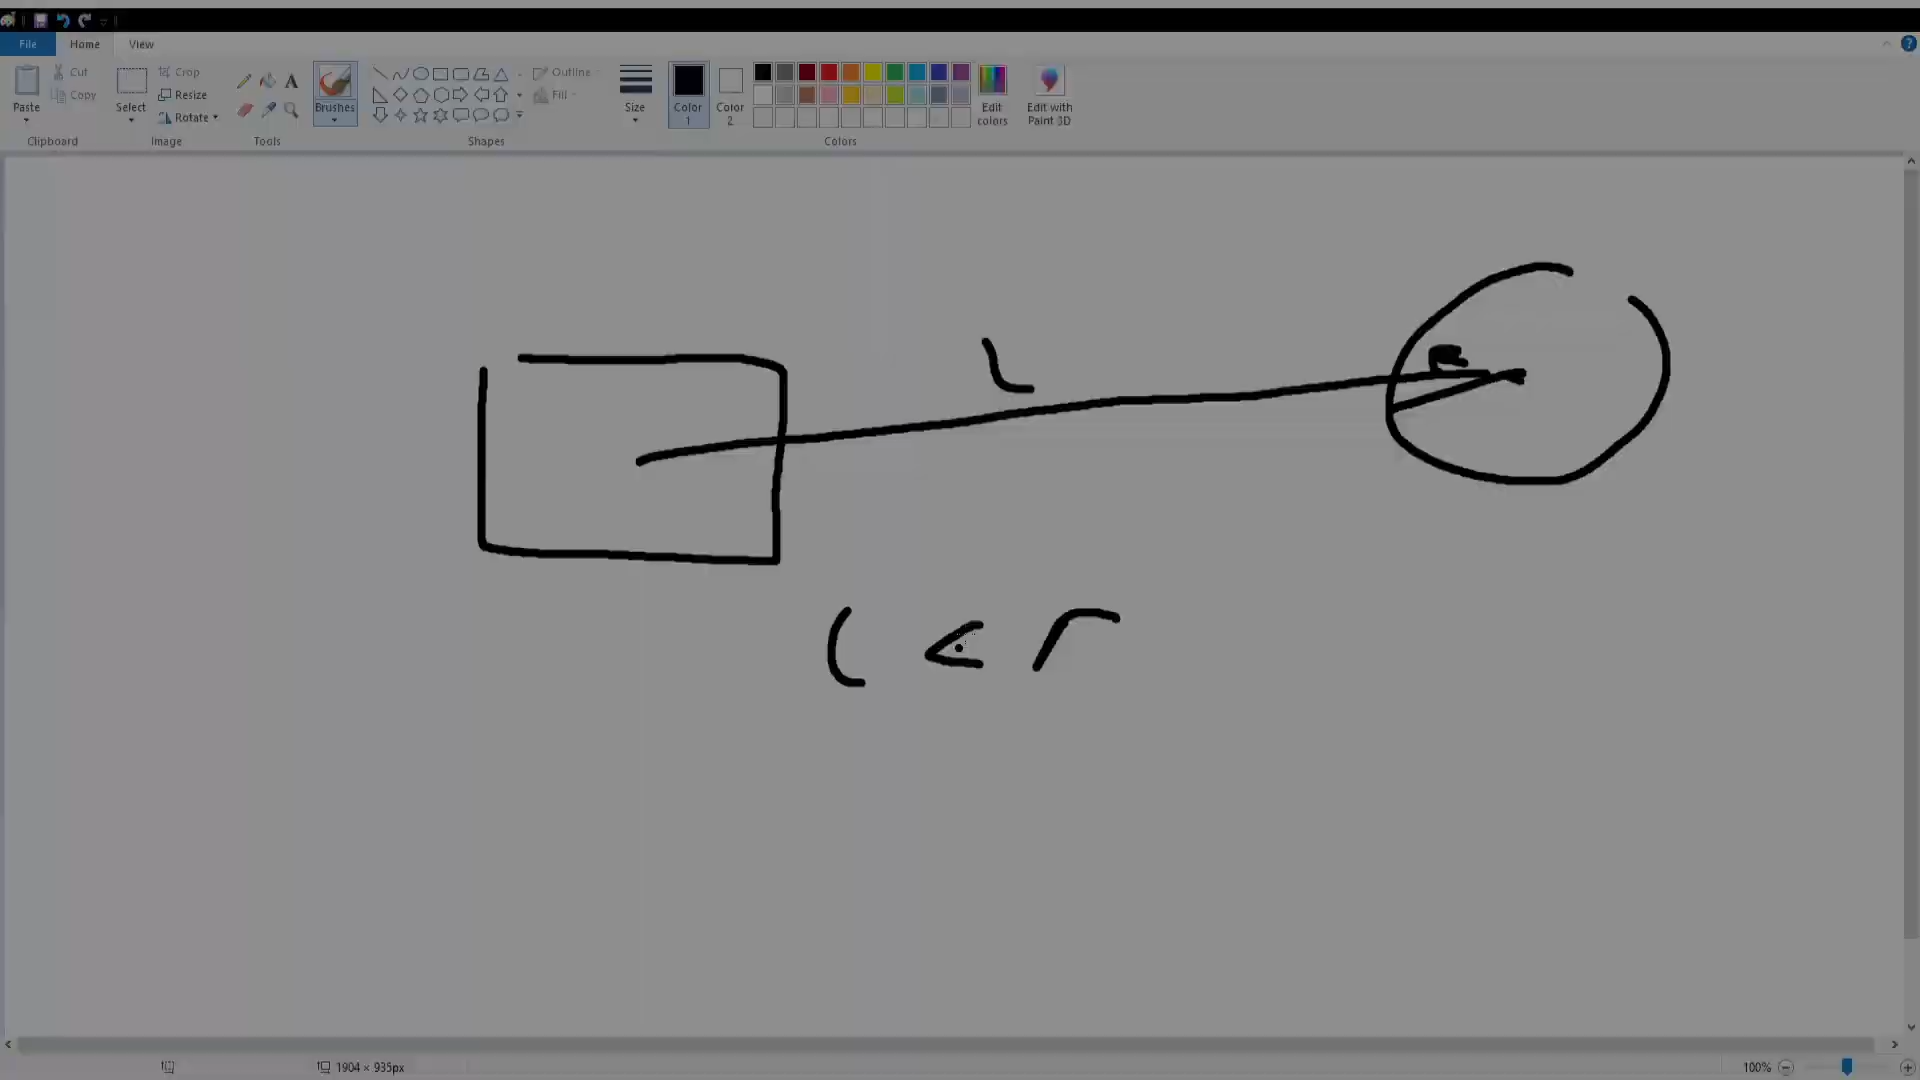 File Home View
Cut Crop Outline
Copy Resize Fill
Paste Select Rotate Brushes Size Color 1 Color 2 Edit colors Edit with Paint 3D
Clipboard Image Tools Shapes Colors
L
R
L < r
1904 × 935px 100%